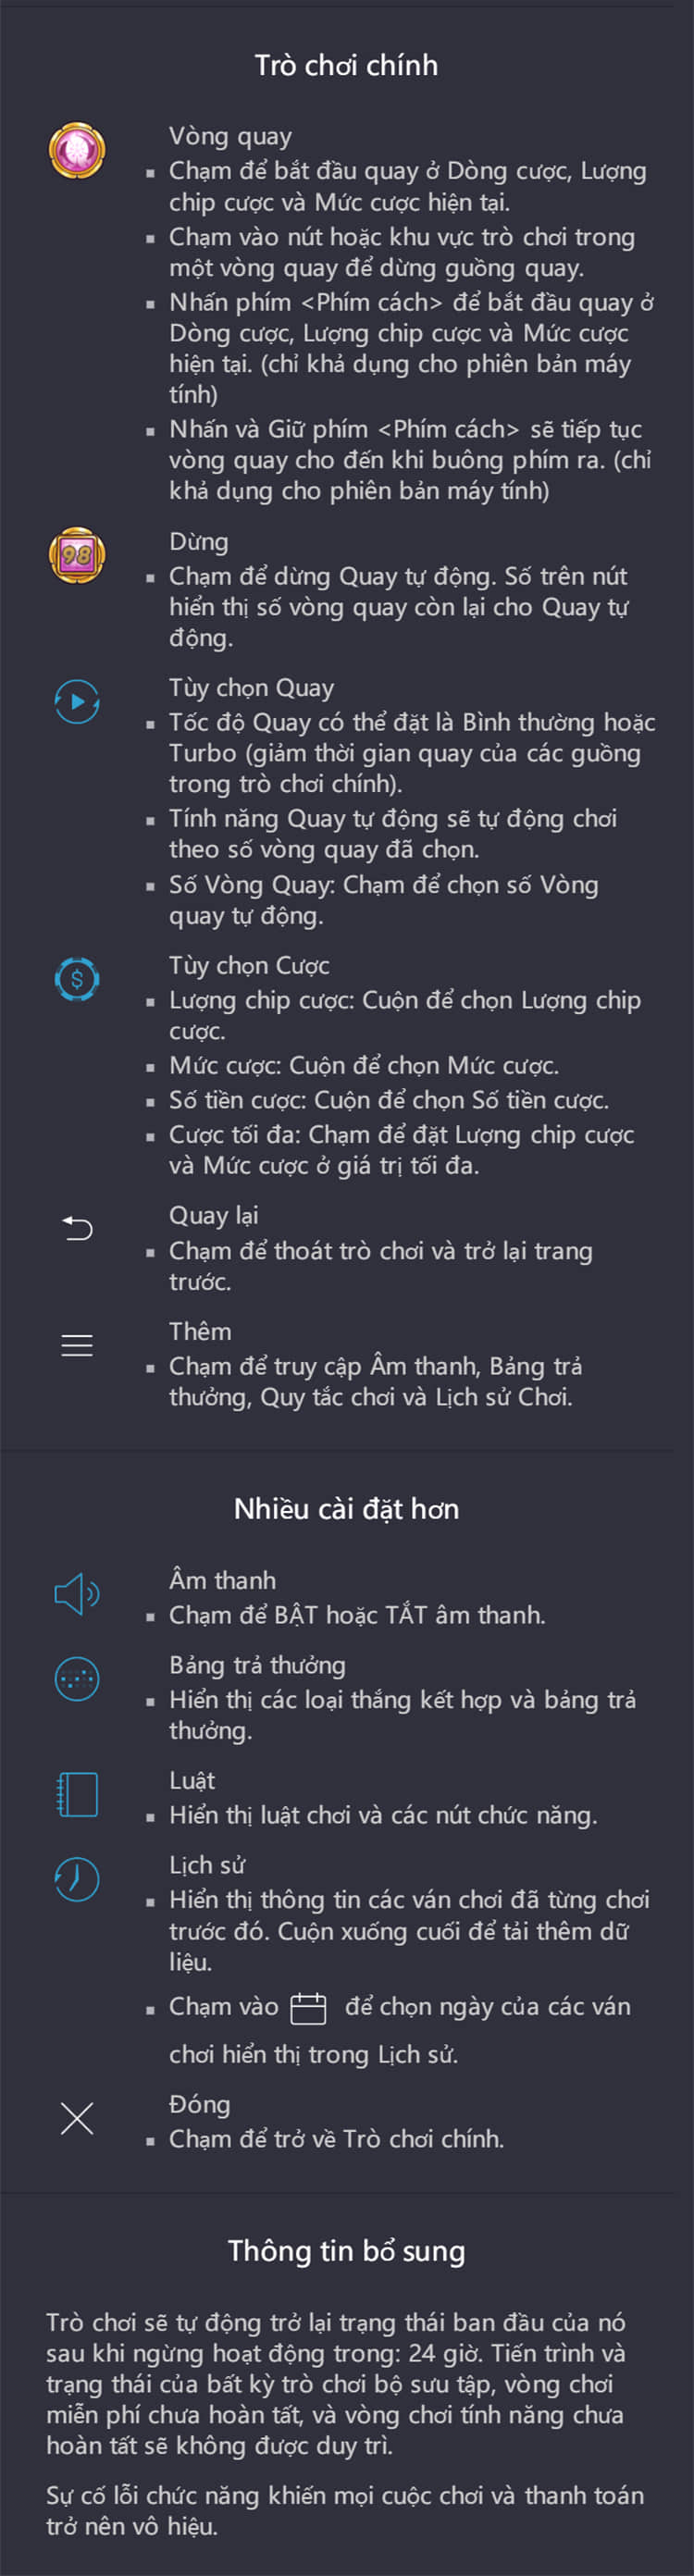 Trò chơi chính
Vòng quay
▪ Chạm để bắt đầu quay ở Dòng cược, Lượng
chip cược và Mức cược hiện tại.
▪ Chạm vào nút hoặc khu vực trò chơi trong
một vòng quay để dừng guồng quay.
▪ Nhấn phím <Phím cách> để bắt đầu quay ở
Dòng cược, Lượng chip cược và Mức cược
hiện tại. (chỉ khả dụng cho phiên bản máy
tính)
▪ Nhấn và Giữ phím <Phím cách> sẽ tiếp tục
vòng quay cho đến khi buông phím ra. (chỉ
khả dụng cho phiên bản máy tính)
98
Dừng
▪ Chạm để dừng Quay tự động. Số trên nút
hiển thị số vòng quay còn lại cho Quay tự
động.
Tùy chọn Quay
▪ Tốc độ Quay có thể đặt là Bình thường hoặc
Turbo (giảm thời gian quay của các guồng
trong trò chơi chính).
▪ Tính năng Quay tự động sẽ tự động chơi
theo số vòng quay đã chọn.
▪ Số Vòng Quay: Chạm để chọn số Vòng
quay tự động.
$
Tùy chọn Cược
▪ Lượng chip cược: Cuộn để chọn Lượng chip
cược.
▪ Mức cược: Cuộn để chọn Mức cược.
▪ Số tiền cược: Cuộn để chọn Số tiền cược.
▪ Cược tối đa: Chạm để đặt Lượng chip cược
và Mức cược ở giá trị tối đa.
Quay lại
▪ Chạm để thoát trò chơi và trở lại trang
trước.
Thêm
▪ Chạm để truy cập Âm thanh, Bảng trả
thưởng, Quy tắc chơi và Lịch sử Chơi.
Nhiều cài đặt hơn
Âm thanh
▪ Chạm để BẬT hoặc TẮT âm thanh.
Bảng trả thưởng
▪ Hiển thị các loại thắng kết hợp và bảng trả
thưởng.
Luật
▪ Hiển thị luật chơi và các nút chức năng.
Lịch sử
▪ Hiển thị thông tin các ván chơi đã từng chơi
trước đó. Cuộn xuống cuối để tải thêm dữ
liệu.
▪ Chạm vào để chọn ngày của các ván
chơi hiển thị trong Lịch sử.
Đóng
▪ Chạm để trở về Trò chơi chính.
Thông tin bổ sung
Trò chơi sẽ tự động trở lại trạng thái ban đầu của nó
sau khi ngừng hoạt động trong: 24 giờ. Tiến trình và
trạng thái của bất kỳ trò chơi bộ sưu tập, vòng chơi
miễn phí chưa hoàn tất, và vòng chơi tính năng chưa
hoàn tất sẽ không được duy trì.
Sự cố lỗi chức năng khiến mọi cuộc chơi và thanh toán
trở nên vô hiệu.